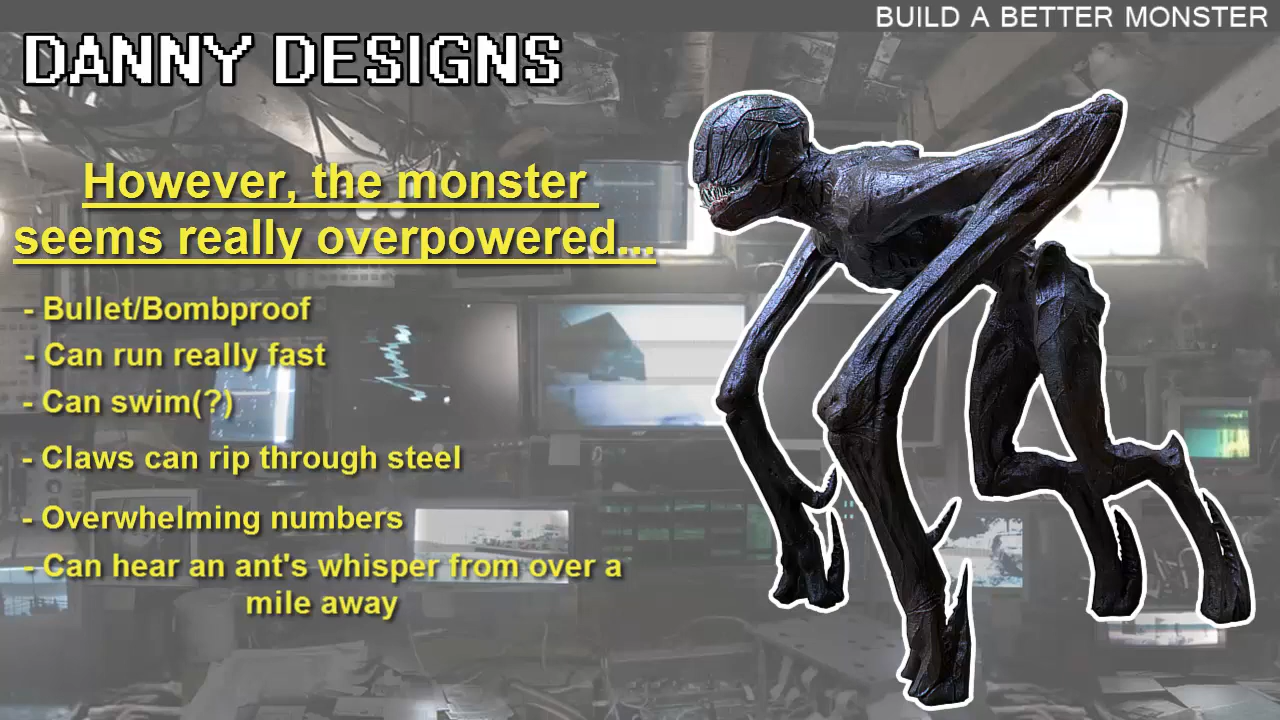 BUILD A BETTER MONSTER
DANNY DESIGNS
However, the monster
seems really overpowered...
- Bullet/Bombproof
- Can run really fast
- Can swim(?)
- Claws can rip through steel
- Overwhelming numbers
- Can hear an ant's whisper from over a
mile away